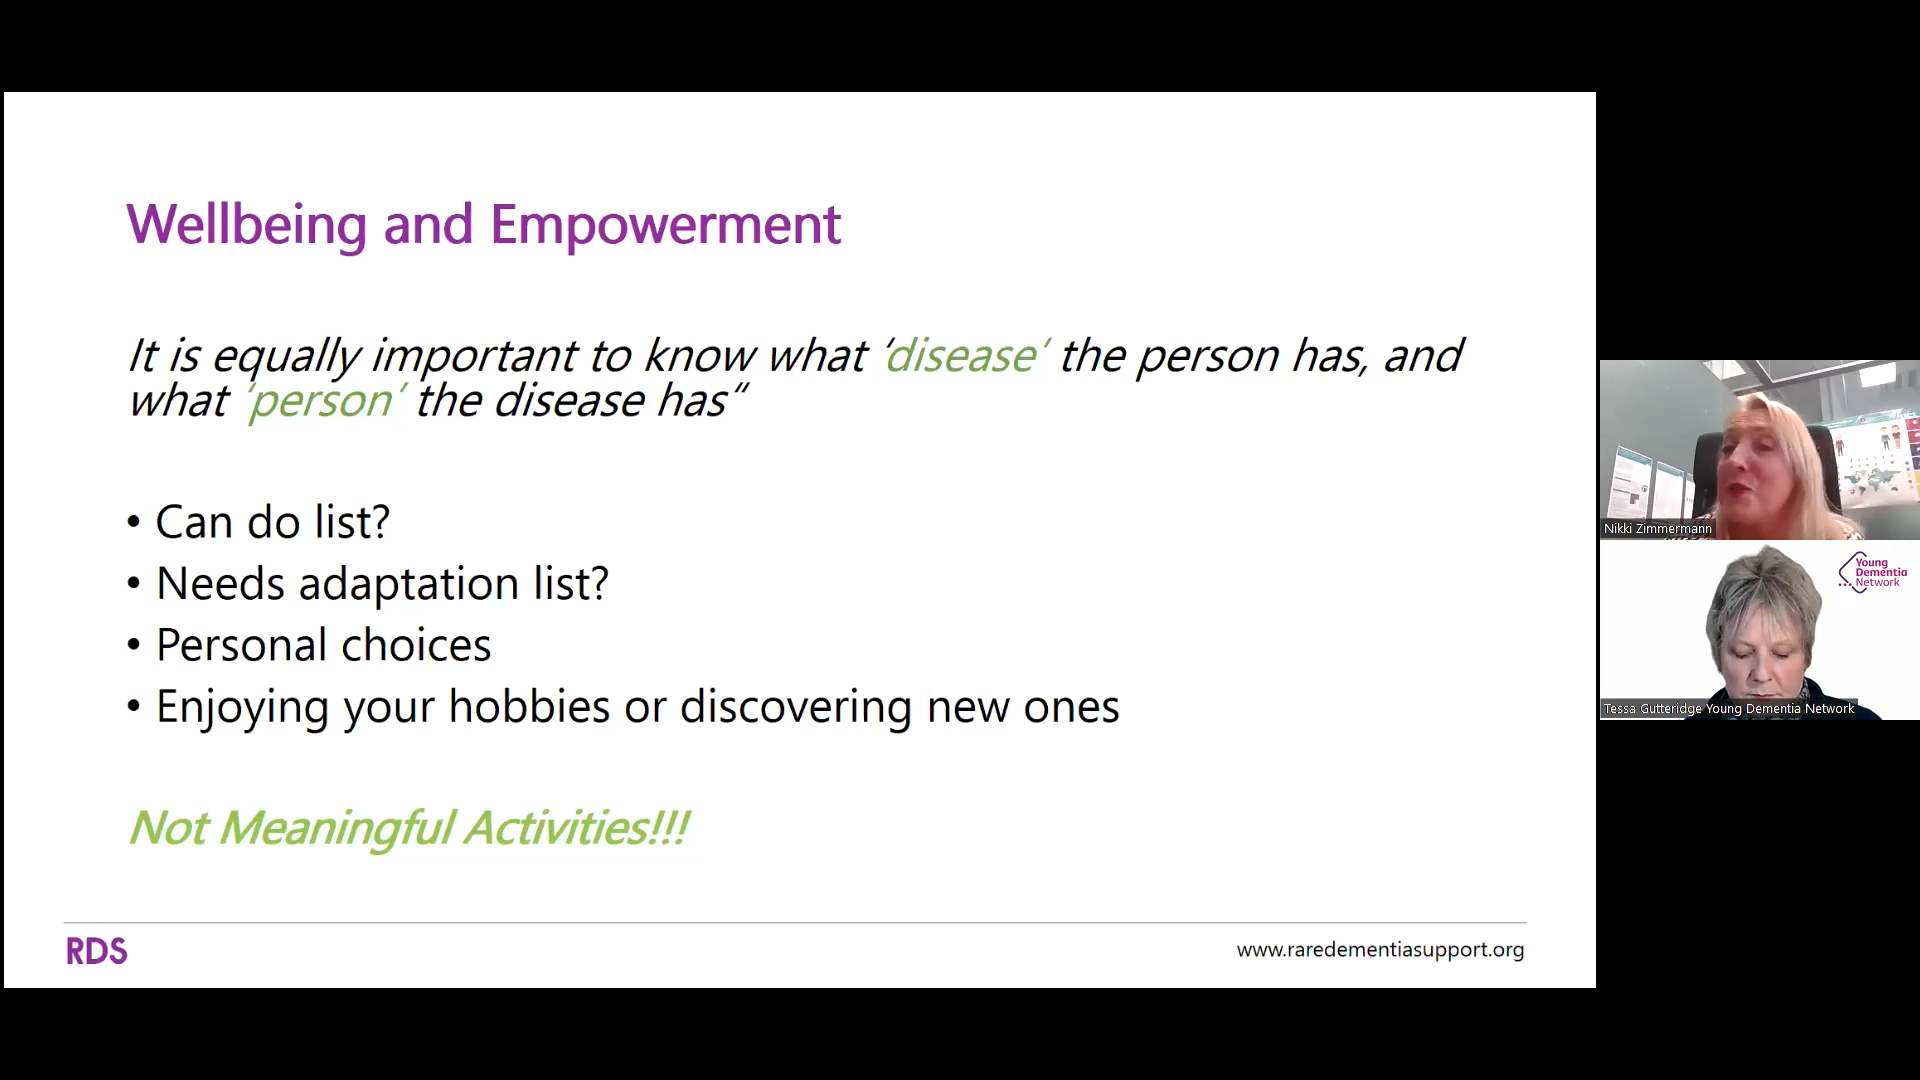 Wellbeing and Empowerment
It is equally important to know what ‘disease’ the person has, and
what ‘person’ the disease has“
• Can do list?
• Needs adaptation list?
• Personal choices
• Enjoying your hobbies or discovering new ones
Not Meaningful Activities!!!
RDS
www.raredementiasupport.org
Nikki Zimmermann
Young
Dementia
Network
Tessa Gutteridge Young Dementia Network